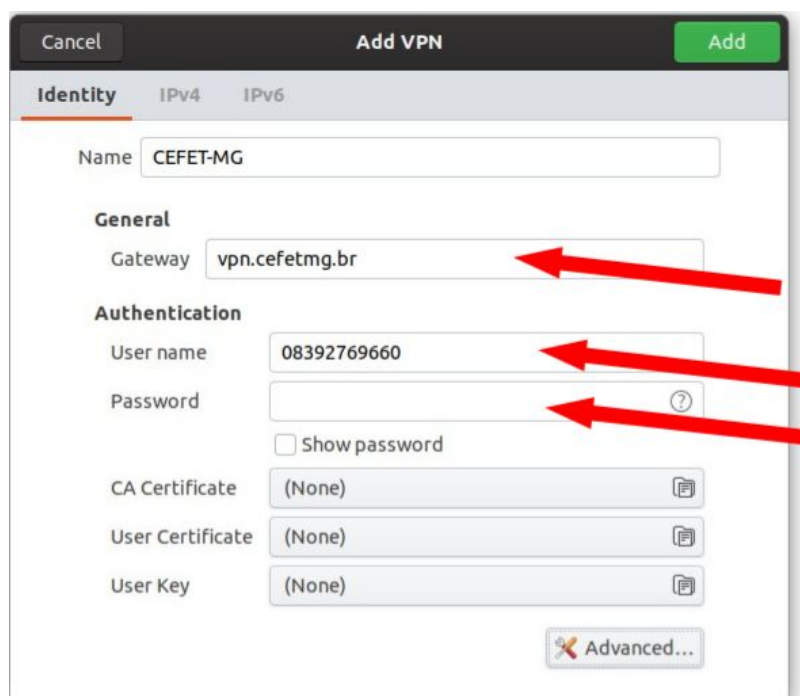 Cancel Add VPN Add
Identity IPv4 IPv6
Name CEFET-MG
General
Gateway vpn.cefetmg.br
Authentication
User name 08392769660
Password
Show password
CA Certificate (None)
User Certificate (None)
User Key (None)
Advanced...